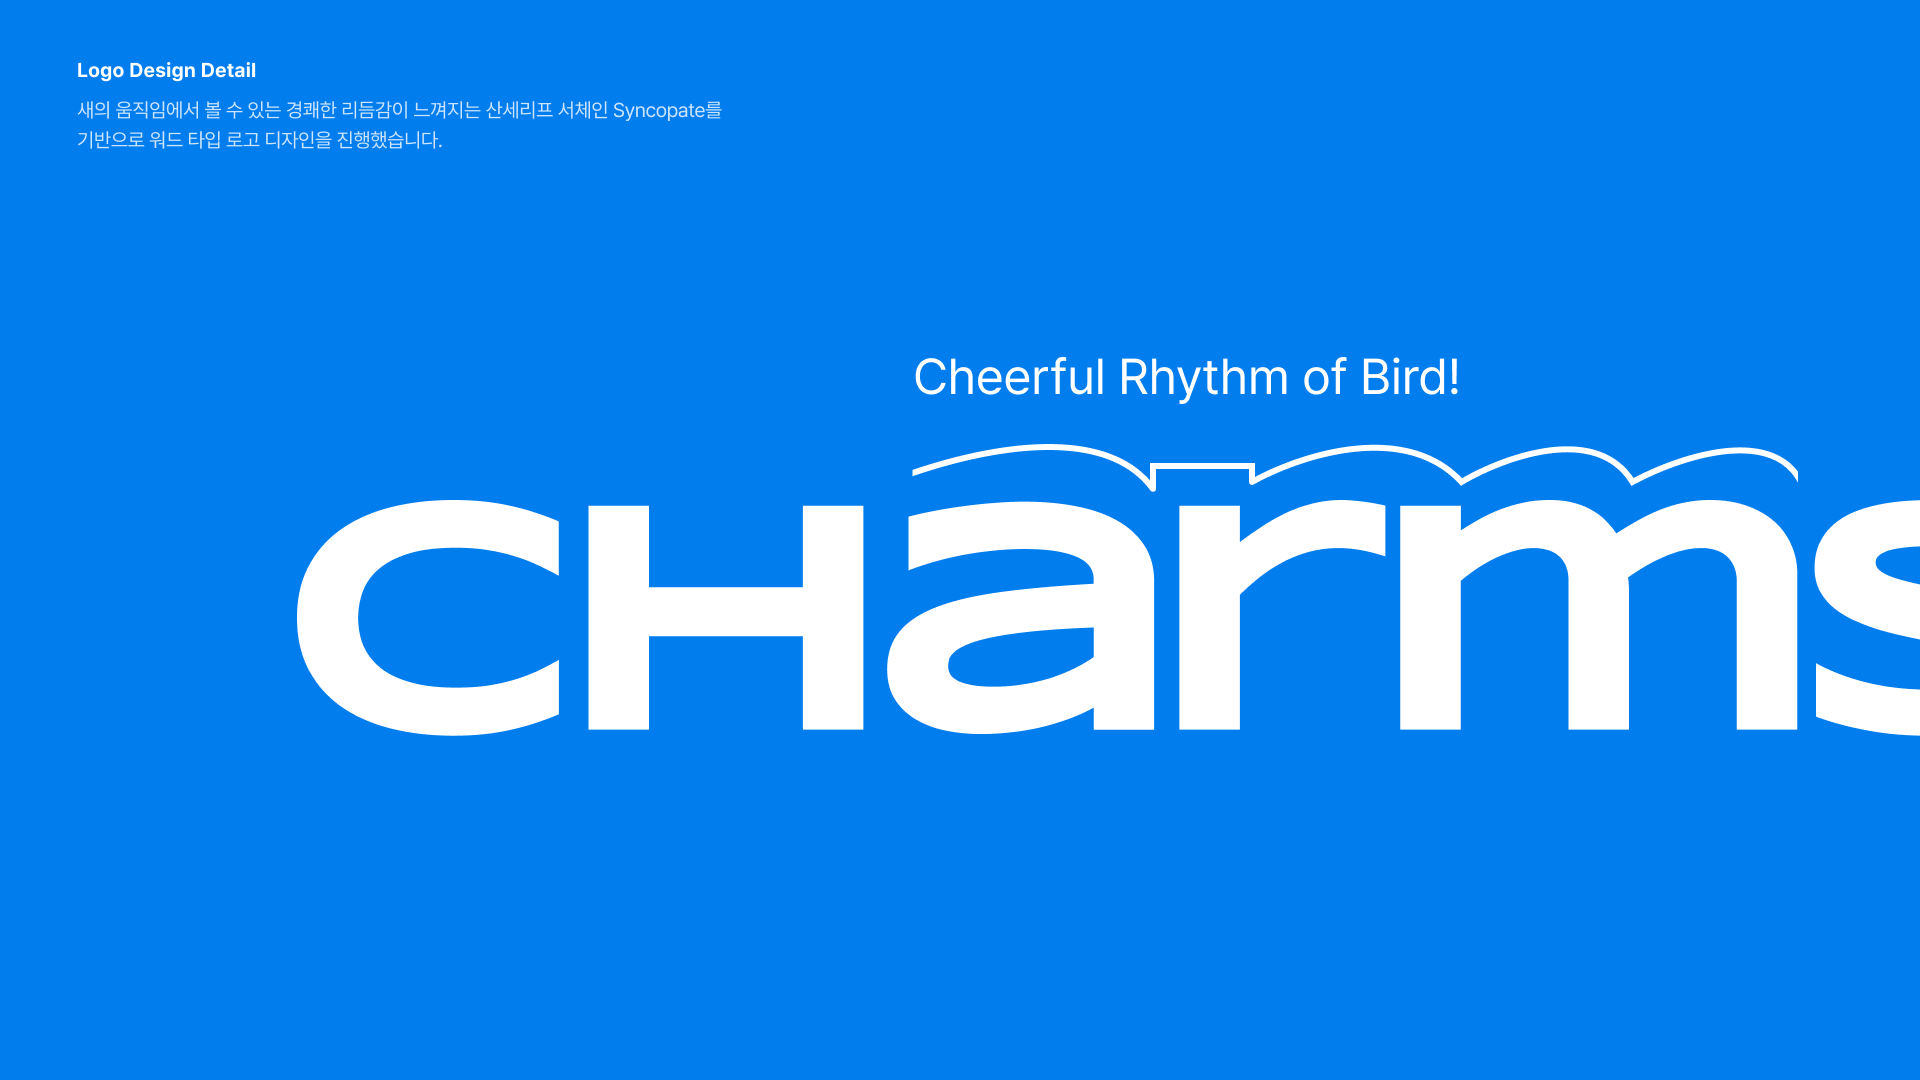 Logo Design Detail
새의 움직임에서 볼 수 있는 경쾌한 리듬감이 느껴지는 산세리프 서체인 Syncopate를
기반으로 워드 타입 로고 디자인을 진행했습니다.
Cheerful Rhythm of Bird!
CHarms